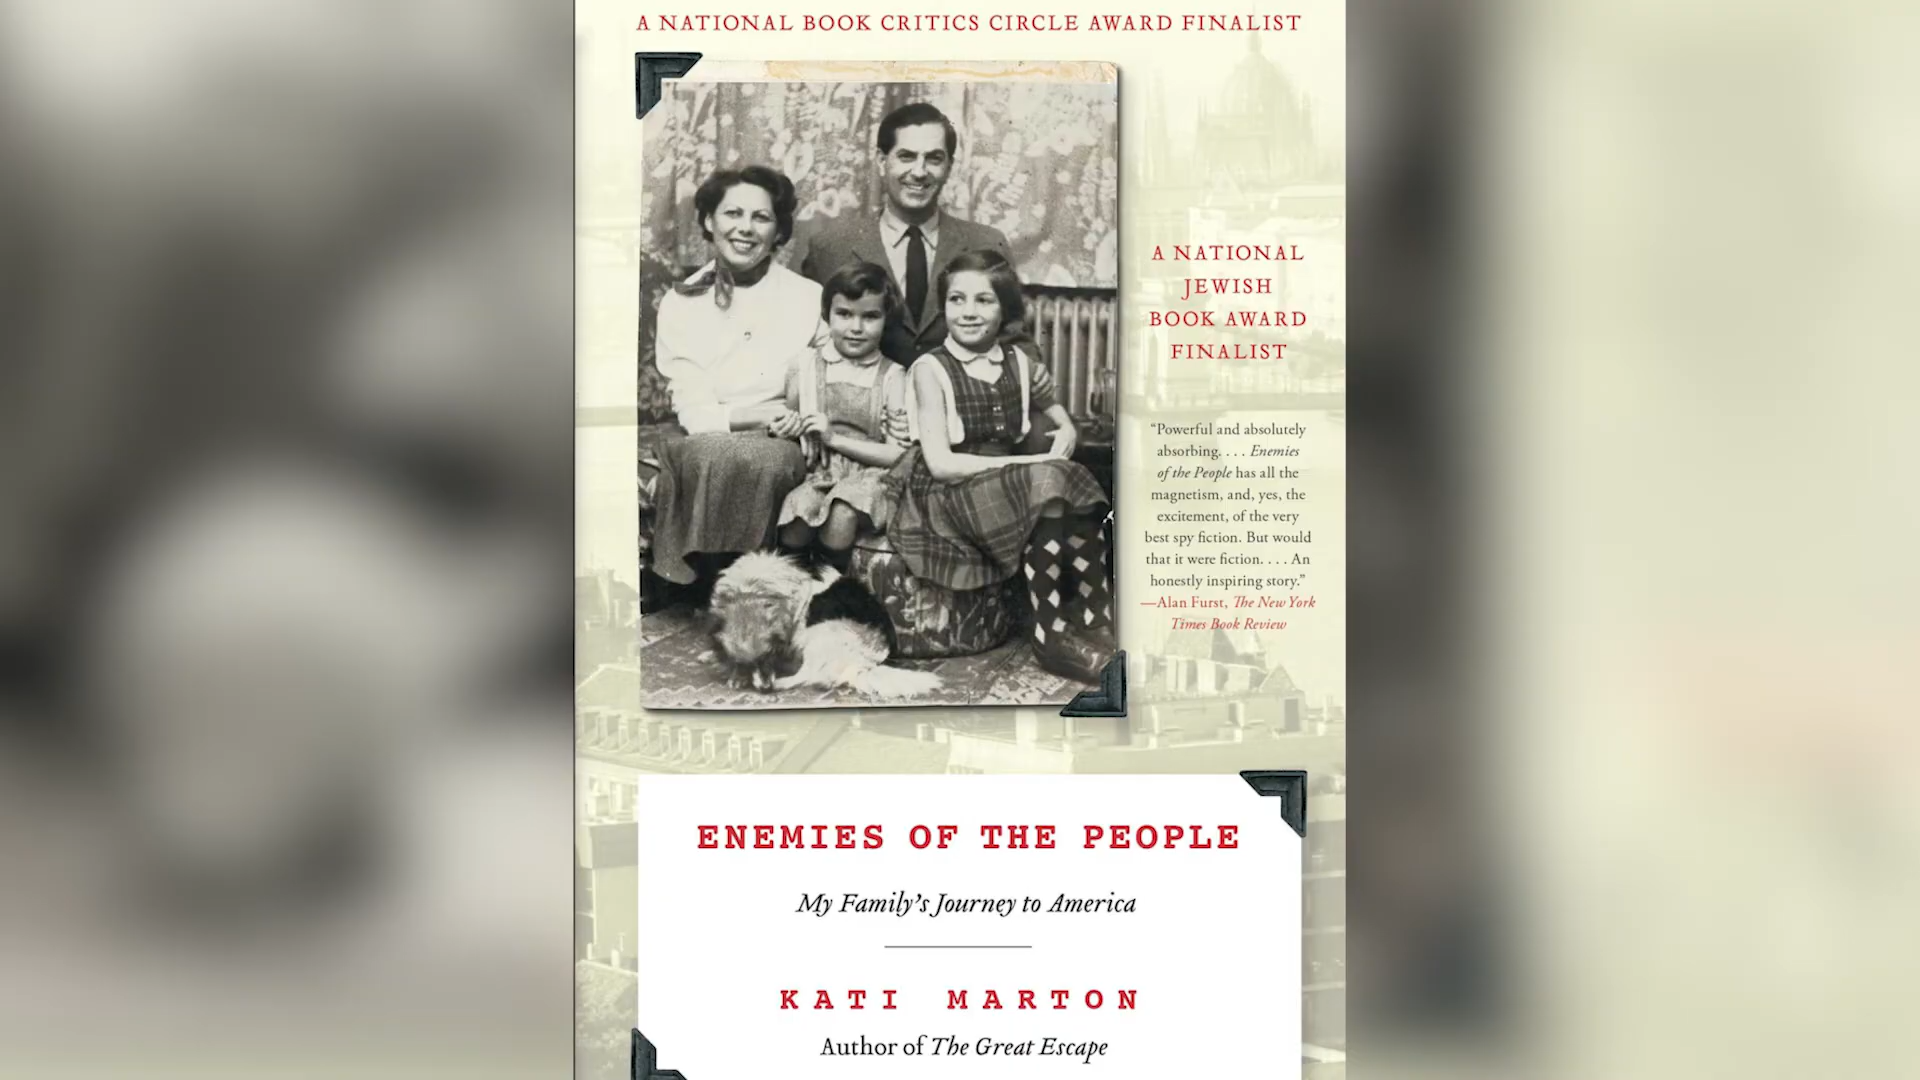 A NATIONAL BOOK CRITICS CIRCLE AWARD FINALIST
A NATIONAL
JEWISH
BOOK AWARD
FINALIST
“Powerful and absolutely
absorbing. . . . Enemies
of the People has all the
magnetism, and, yes, the
excitement, of the very
best spy fiction. But would
that it were fiction. . . . An
honestly inspiring story.”
—Alan Furst, The New York
Times Book Review
ENEMIES OF THE PEOPLE
My Family’s Journey to America
KATI MARTON
Author of The Great Escape